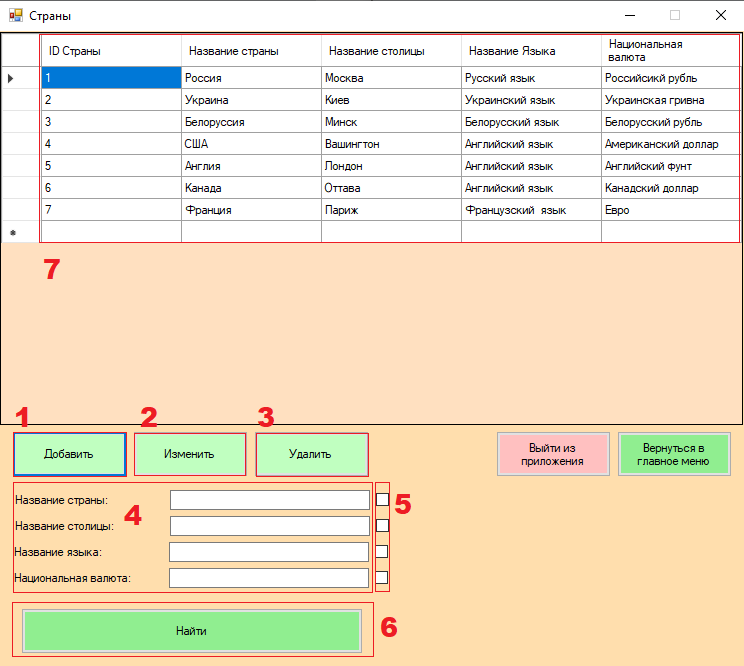 Страны
ID Страны Название страны Название столицы Название Языка Национальная валюта
1 Россия Москва Русский язык Российсикй рубль
2 Украина Киев Украинский язык Украинская гривна
3 Белоруссия Минск Белорусский язык Белорусский рубль
4 США Вашингтон Английский язык Американский доллар
5 Англия Лондон Английский язык Английский фунт
6 Канада Оттава Английский язык Канадский доллар
7 Франция Париж Французский язык Евро
7
1 2 3
Добавить Изменить Удалить Выйти из приложения Вернуться в главное меню
Название страны:
4 5
Название столицы:
Название языка:
Национальная валюта:
Найти 6